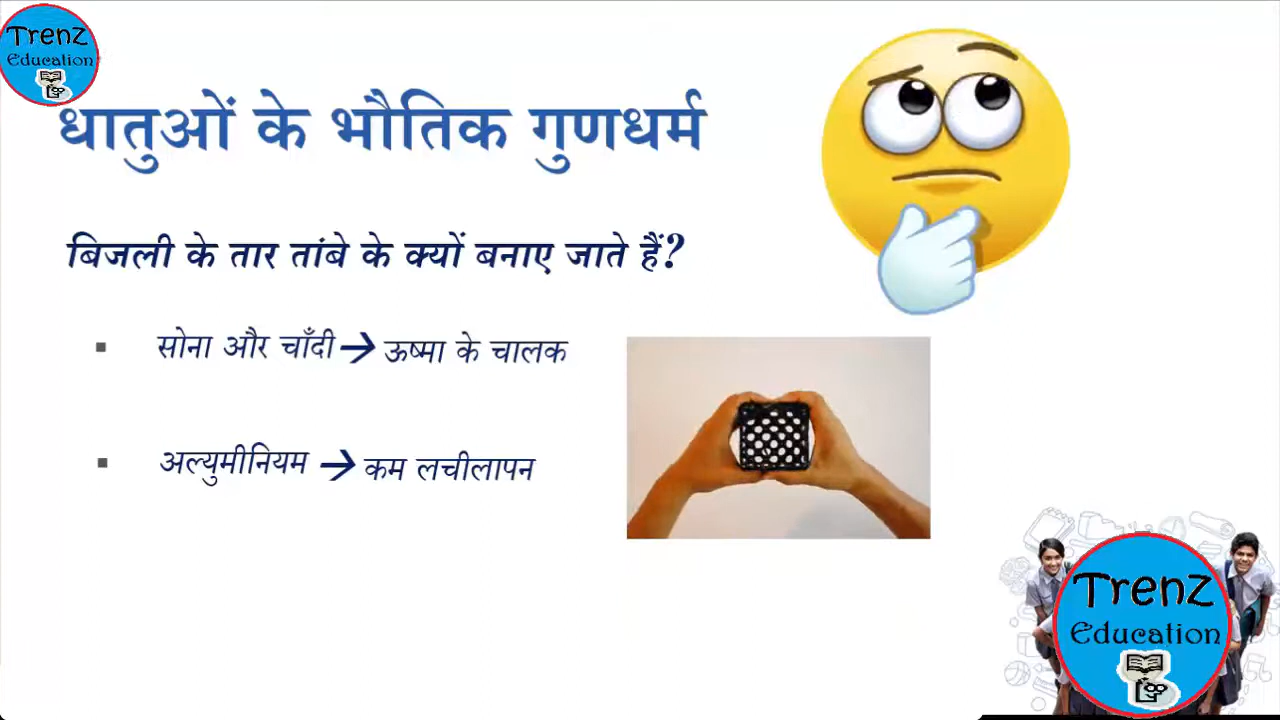 Trenz
Education
धातुओं के भौतिक गुणधर्म
बिजली के तार तांबे के क्यों बनाए जाते हैं?
▪ सोना और चाँदी → ऊष्मा के चालक
▪ अल्युमीनियम → कम लचीलापन
Trenz
Education